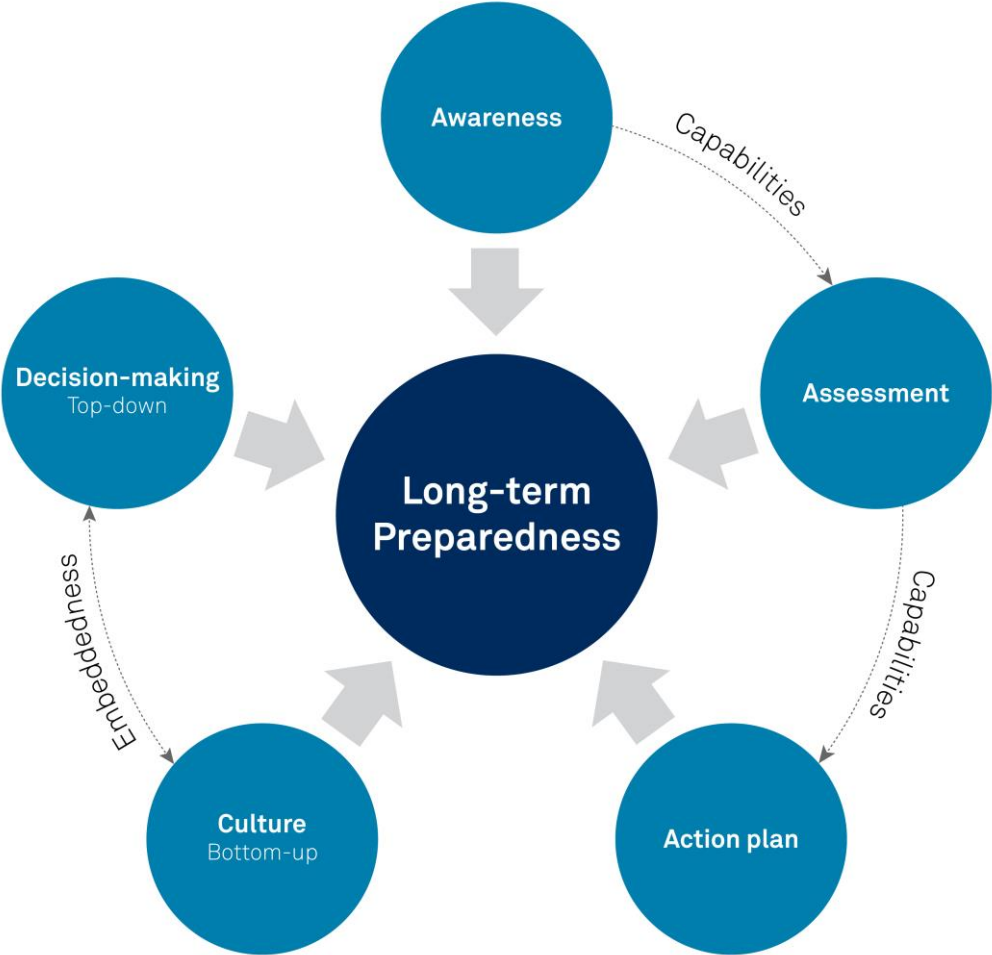 Awareness
Capabilities
Decision-making
Top-down
Assessment
Long-term
Preparedness
Embeddedness
Capabilities
Culture
Bottom-up
Action plan